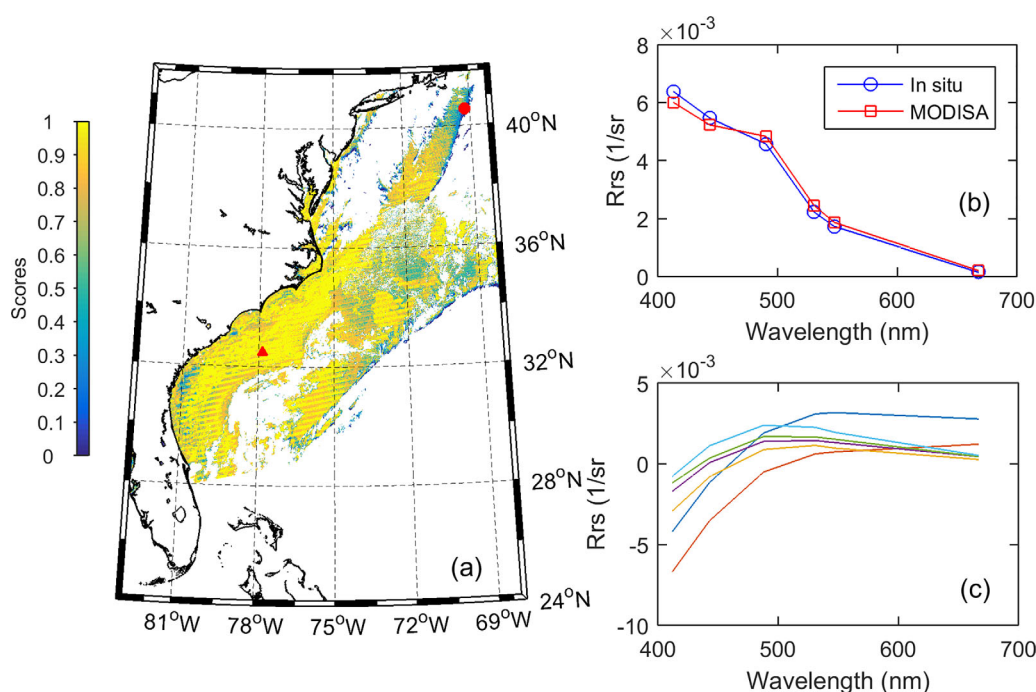 Scores
1
0.9
0.8
0.7
0.6
0.5
0.4
0.3
0.2
0.1
0
40°N
36°N
32°N
28°N
24°N
81°W 78°W 75°W 72°W 69°W
(a)
×10⁻³
8
6
4
2
0
Rrs (1/sr)
In situ
MODISA
(b)
400 500 600 700
Wavelength (nm)
×10⁻³
5
0
-5
-10
Rrs (1/sr)
(c)
400 500 600 700
Wavelength (nm)